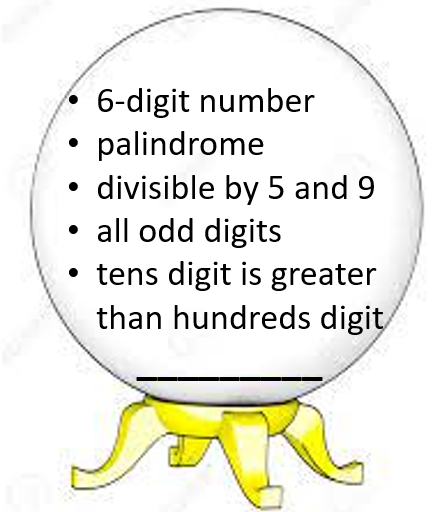 • 6-digit number
• palindrome
• divisible by 5 and 9
• all odd digits
• tens digit is greater
than hundreds digit
_________